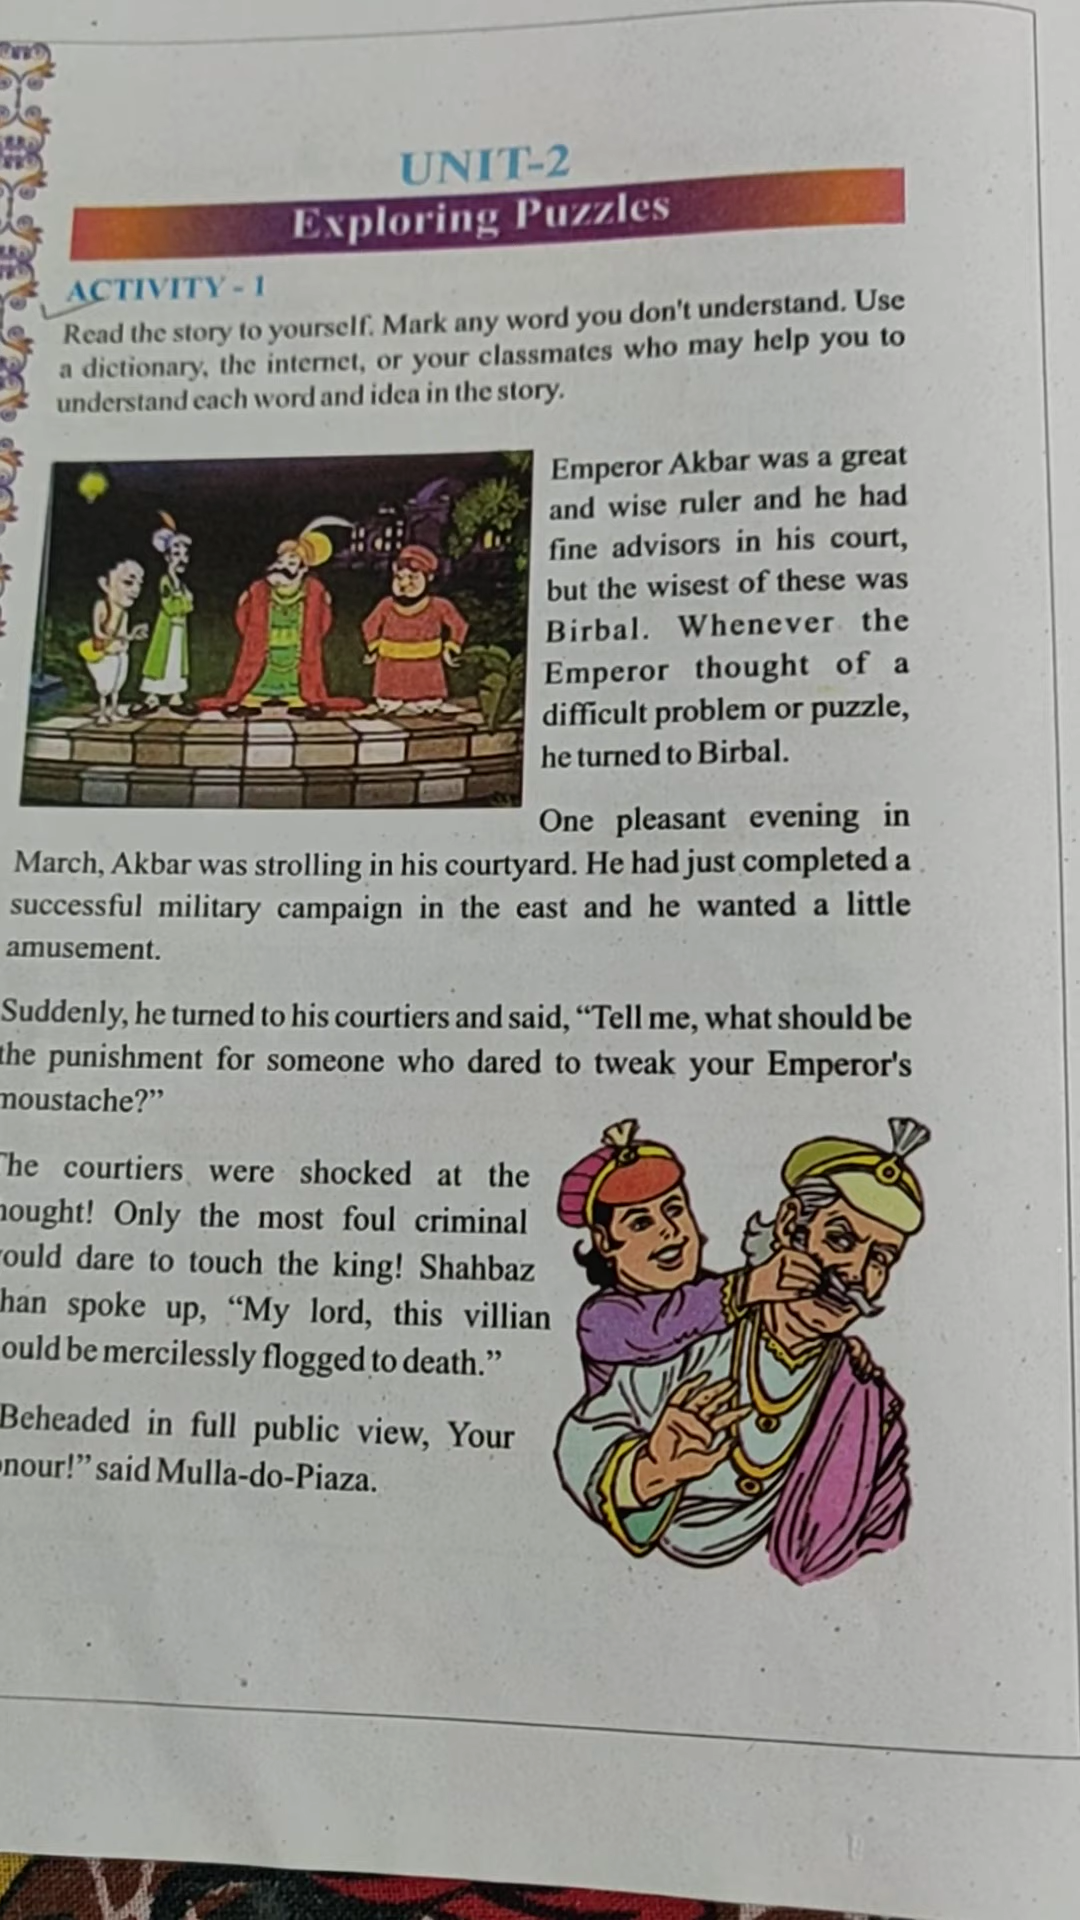 UNIT-2
Exploring Puzzles
ACTIVITY - 1
Read the story to yourself. Mark any word you don't understand. Use
a dictionary, the internet, or your classmates who may help you to
understand each word and idea in the story.
Emperor Akbar was a great
and wise ruler and he had
fine advisors in his court,
but the wisest of these was
Birbal. Whenever the
Emperor thought of a
difficult problem or puzzle,
he turned to Birbal.
One pleasant evening in
March, Akbar was strolling in his courtyard. He had just completed a
successful military campaign in the east and he wanted a little
amusement.
Suddenly, he turned to his courtiers and said, “Tell me, what should be
the punishment for someone who dared to tweak your Emperor's
moustache?”
The courtiers were shocked at the
hought! Only the most foul criminal
ould dare to touch the king! Shahbaz
han spoke up, “My lord, this villian
ould be mercilessly flogged to death.”
Beheaded in full public view, Your
onour!” said Mulla-do-Piaza.